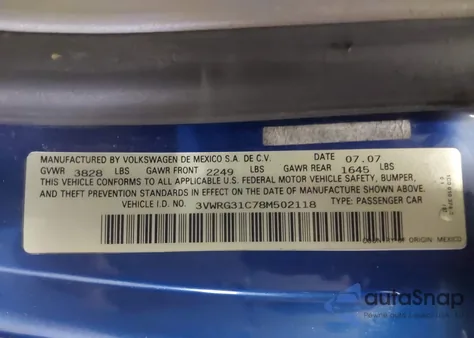 MANUFACTURED BY VOLKSWAGEN DE MEXICO S.A. DE C.V. DATE 07.07
GVWR 3828 LBS GAWR FRONT 2249 LBS GAWR REAR 1645 LBS
THIS VEHICLE CONFORMS TO ALL APPLICABLE U.S. FEDERAL MOTOR VEHICLE SAFETY, BUMPER,
AND THEFT PREVENTION STANDARDS IN EFFECT ON THE DATE OF MANUFACTURE SHOWN ABOVE.
VEHICLE I.D. NO. 3VWRG31C78M502118 TYPE: PASSENGER CAR
COUNTRY OF ORIGIN MEXICO
autoSnap